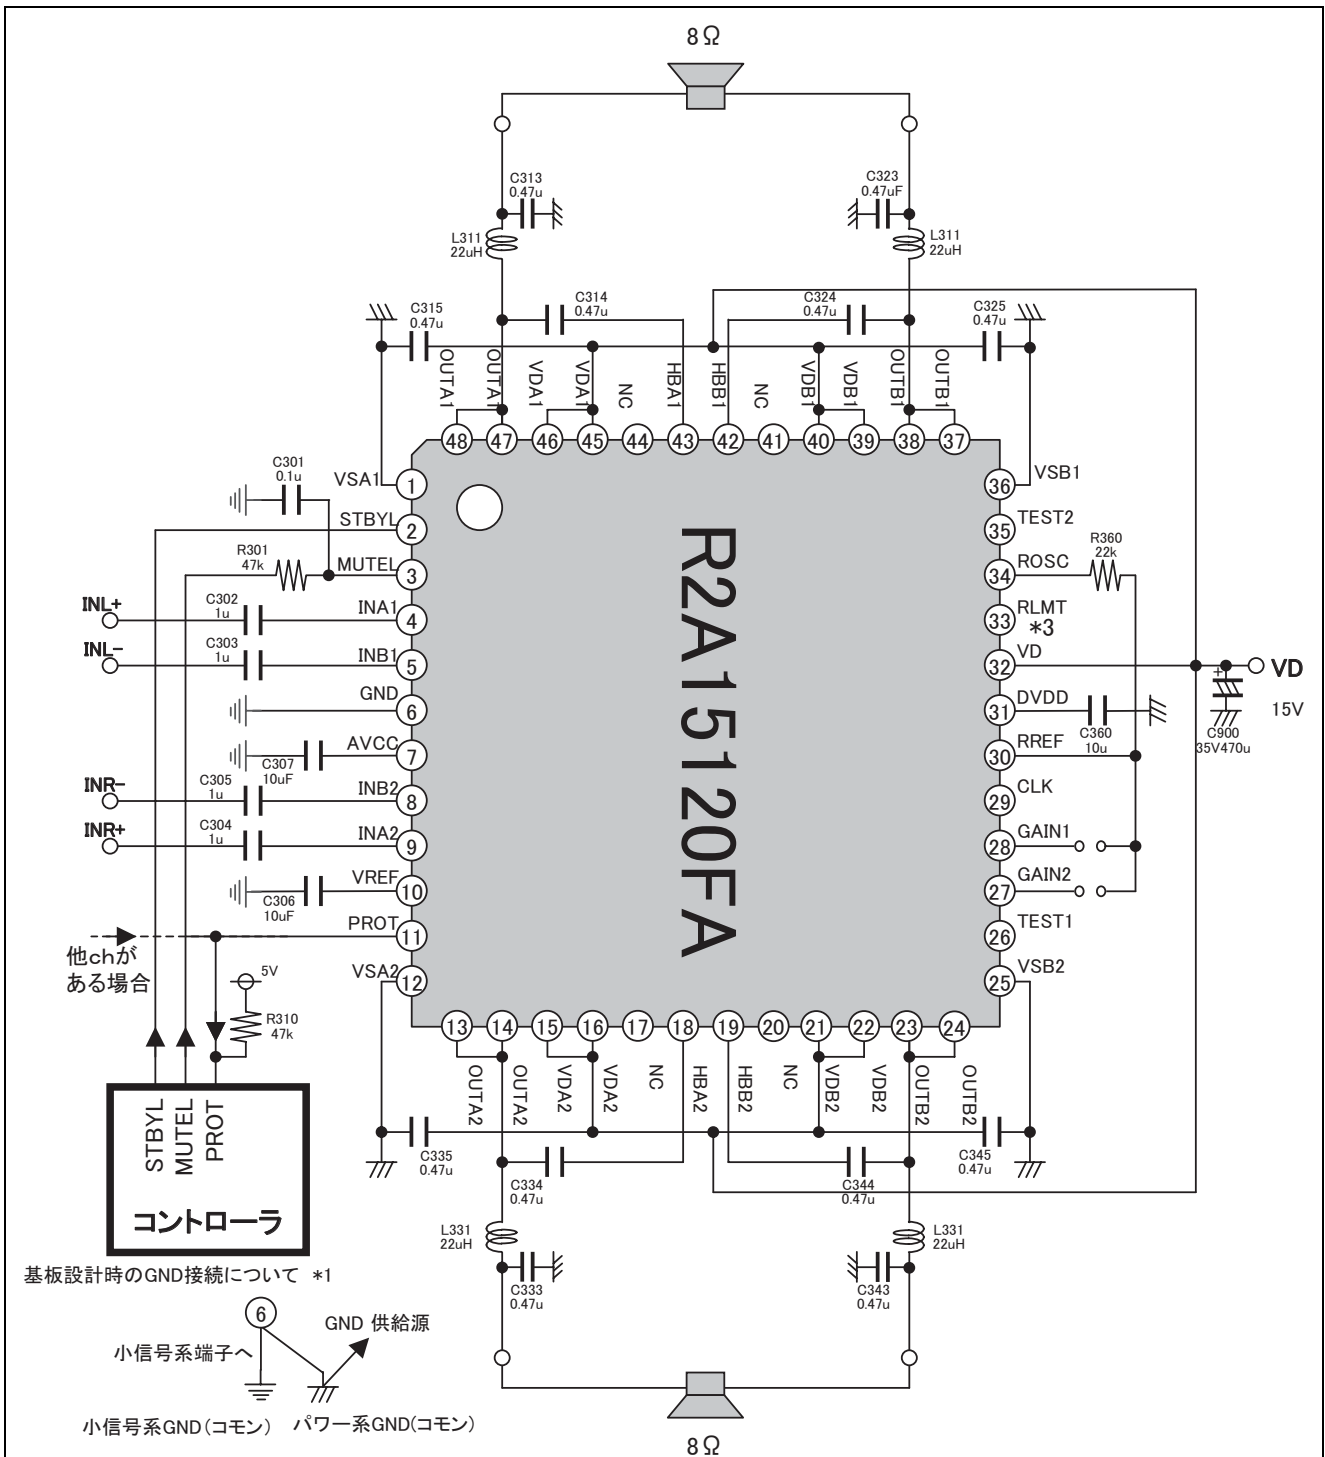 8Ω
C313
0.47u
C323
0.47uF
L311
22uH
L311
22uH
C315
0.47u
C314
0.47u
C324
0.47u
C325
0.47u
OUTA1
OUTA1
VDA1
VDA1
NC
HBA1
HBB1
NC
VDB1
VDB1
OUTB1
OUTB1
48
47
46
45
44
43
42
41
40
39
38
37
C301
0.1u
VSA1
1
STBYL
2
R301
47k
MUTEL
3
INL+
C302
1u
INA1
4
INL-
C303
1u
INB1
5
GND
6
AVCC
7
C307
10uF
INR-
C305
1u
INB2
8
INR+
C304
1u
INA2
9
VREF
10
C306
10uF
PROT
11
他chが
ある場合
VSA2
12
5V
R310
47k
R2A15120FA
36
VSB1
35
TEST2
34
ROSC
R360
22k
33
RLMT
*3
32
VD
VD
15V
+
C900
35V470u
31
DVDD
C360
10u
30
RREF
29
CLK
28
GAIN1
27
GAIN2
26
TEST1
25
VSB2
13
14
15
16
17
18
19
20
21
22
23
24
OUTA2
OUTA2
VDA2
VDA2
NC
HBA2
HBB2
NC
VDB2
VDB2
OUTB2
OUTB2
STBYL
MUTEL
PROT
コントローラ
C335
0.47u
C334
0.47u
C344
0.47u
C345
0.47u
L331
22uH
L331
22uH
C333
0.47u
C343
0.47u
基板設計時のGND接続について *1
6
GND 供給源
小信号系端子へ
小信号系GND(コモン)
パワー系GND(コモン)
8Ω